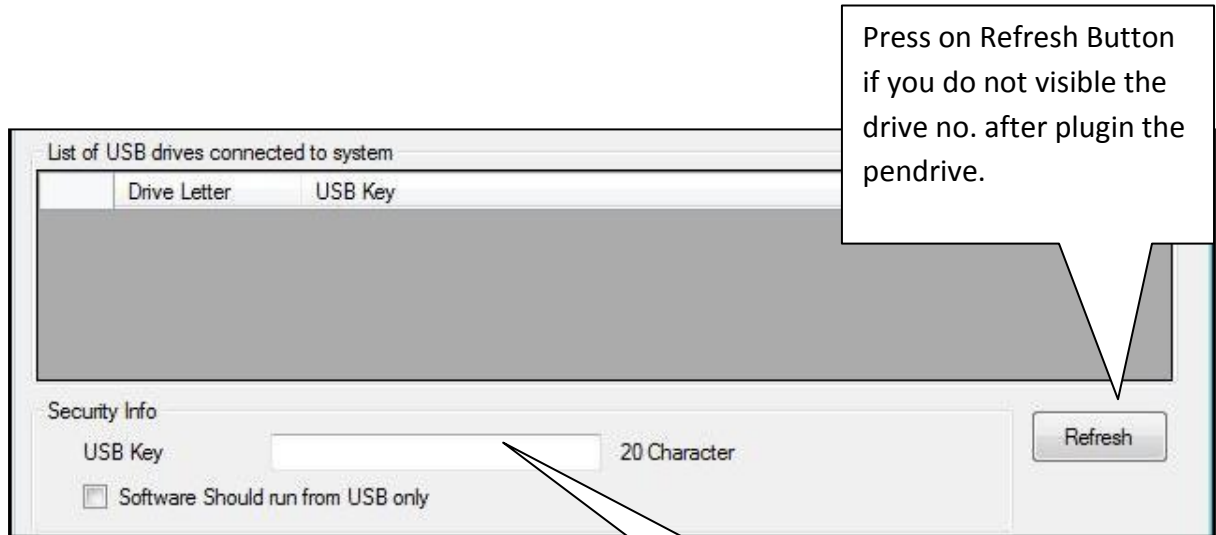 Press on Refresh Button
if you do not visible the
drive no. after plugin the
pendrive.
List of USB drives connected to system
Drive Letter USB Key
Security Info
USB Key 20 Character
Refresh
Software Should run from USB only